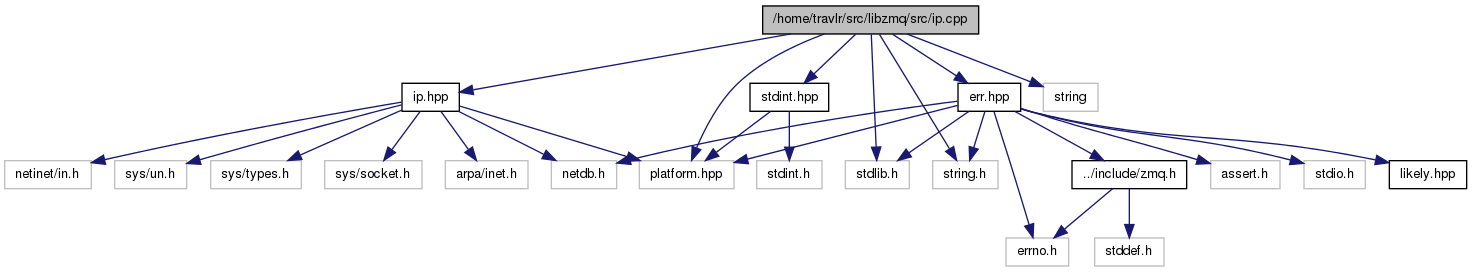 /home/travlr/src/libzmq/src/ip.cpp
ip.hpp
stdint.hpp
err.hpp
string
netinet/in.h
sys/un.h
sys/types.h
sys/socket.h
arpa/inet.h
netdb.h
platform.hpp
stdint.h
stdlib.h
string.h
../include/zmq.h
assert.h
stdio.h
likely.hpp
errno.h
stddef.h